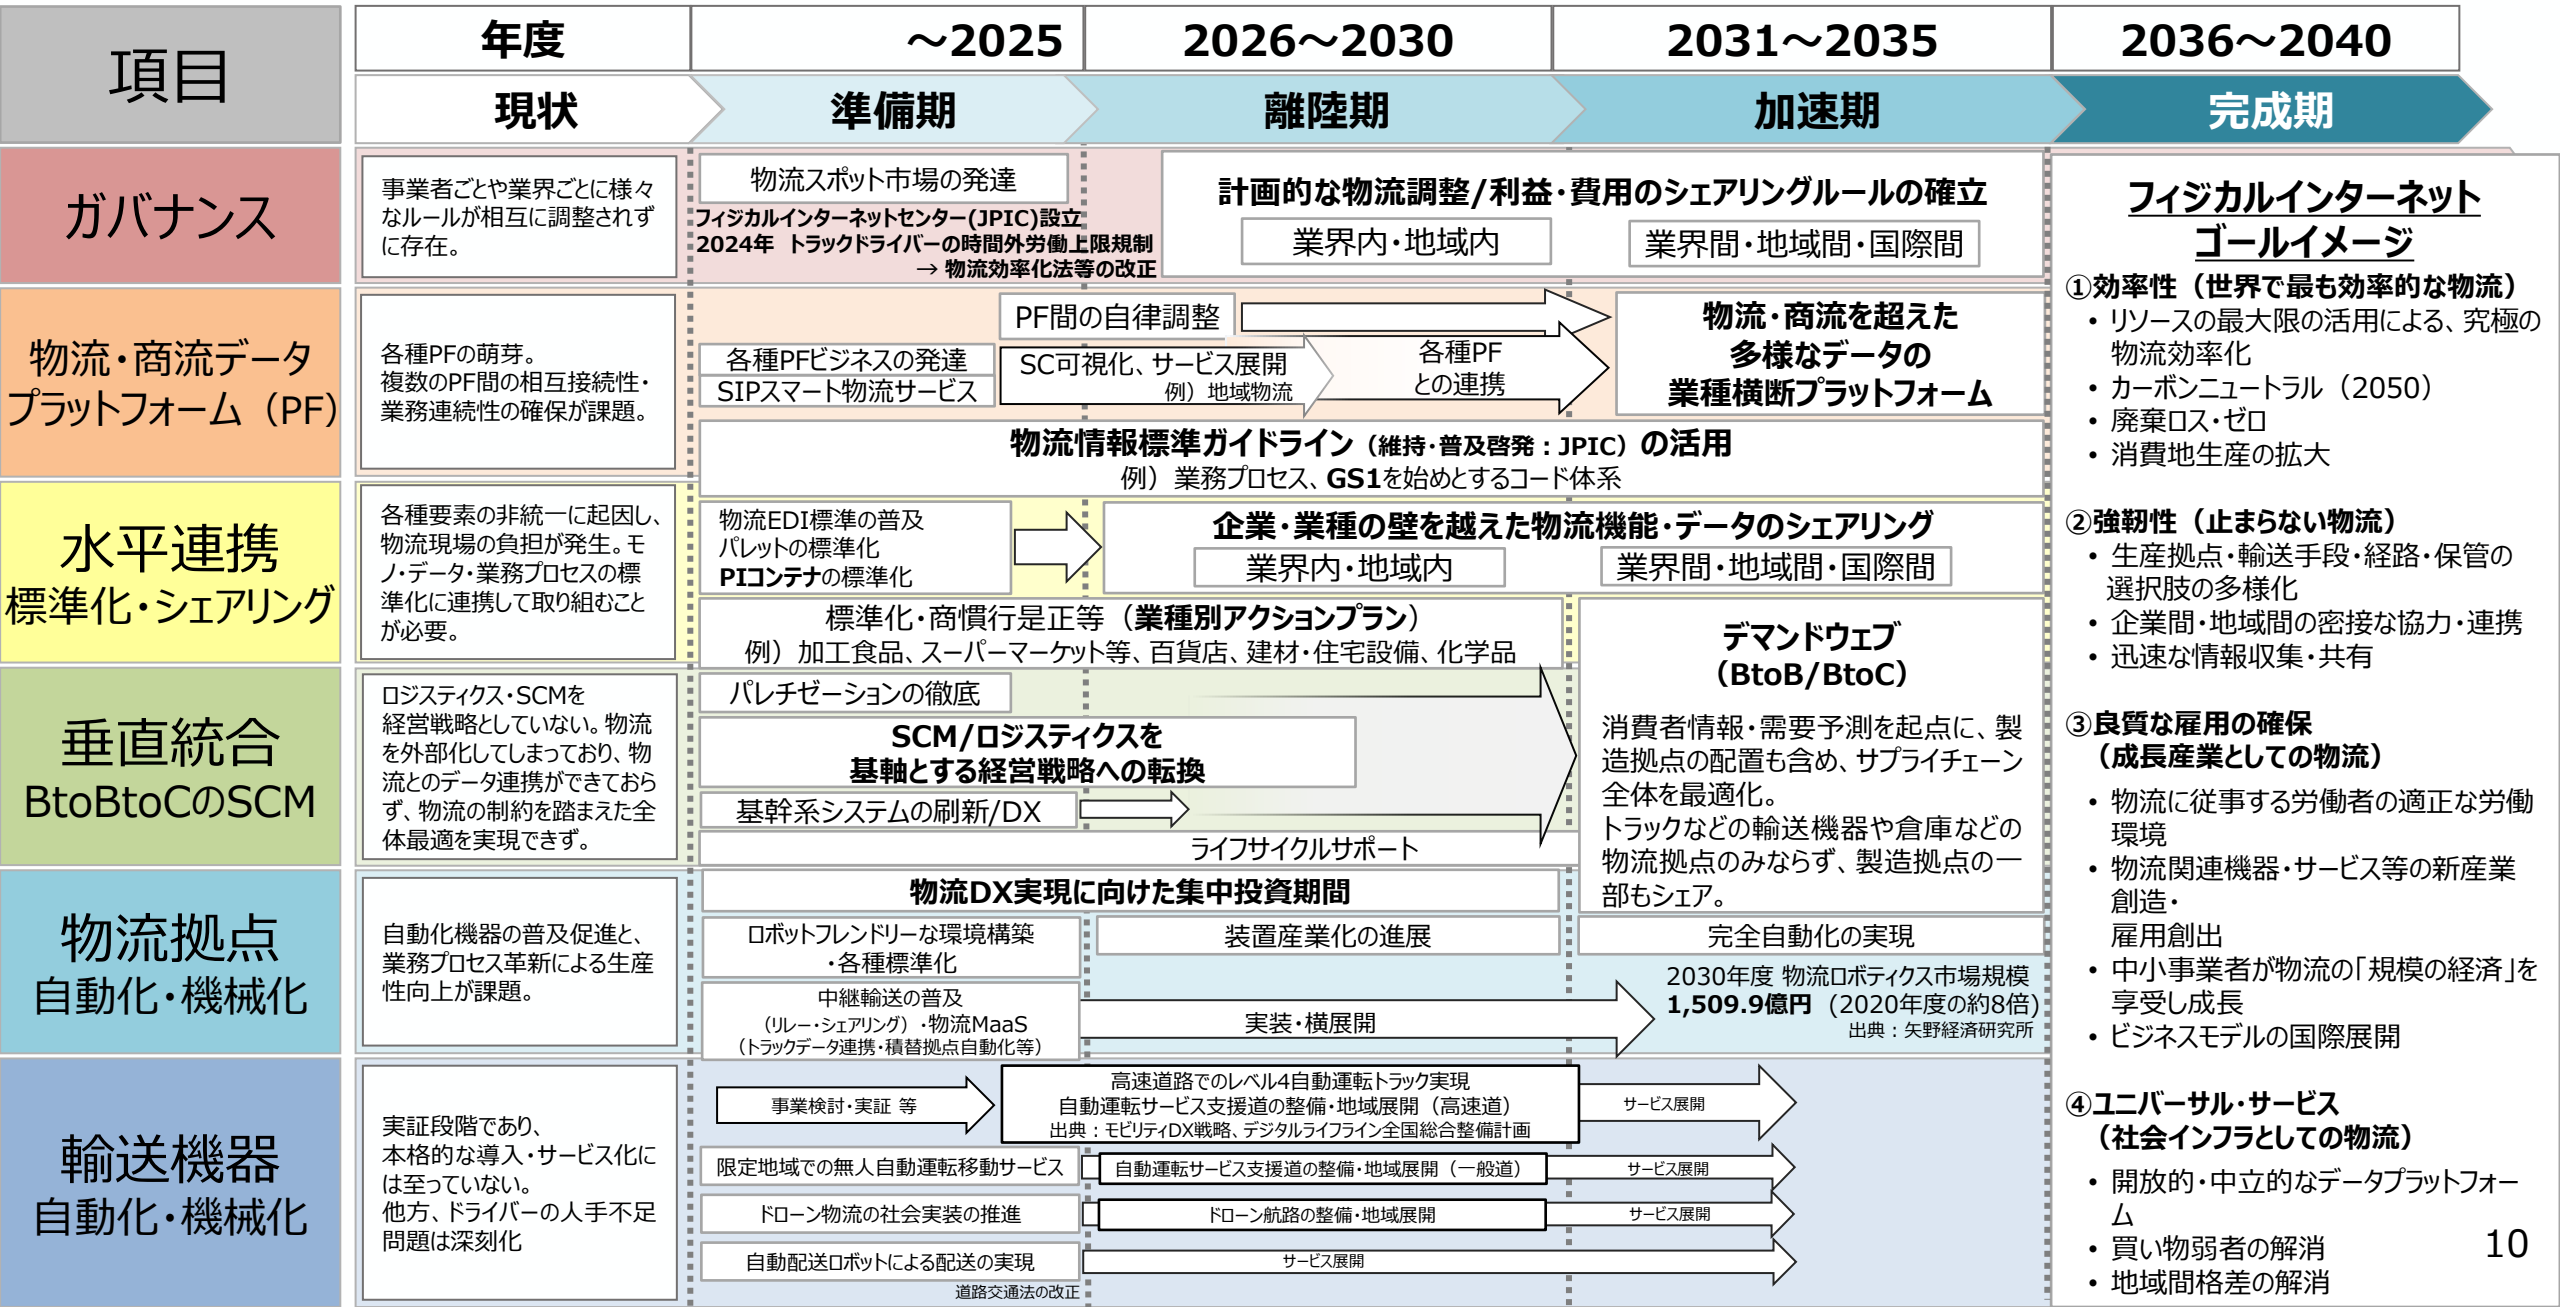 項目
年度
～2025
2026～2030
2031～2035
2036～2040
現状
準備期
離陸期
加速期
完成期
ガバナンス
事業者ごとや業界ごとに様々
なルールが相互に調整されず
に存在。
物流スポット市場の発達
フィジカルインターネットセンター(JPIC)設立
2024年 トラックドライバーの時間外労働上限規制
→ 物流効率化法等の改正
計画的な物流調整/利益・費用のシェアリングルールの確立
業界内・地域内
業界間・地域間・国際間
物流・商流データ
プラットフォーム（PF）
各種PFの萌芽。
複数のPF間の相互接続性・
業務連続性の確保が課題。
PF間の自律調整
各種PFビジネスの発達
SIPスマート物流サービス
SC可視化、サービス展開
例）地域物流
各種PF
との連携
物流・商流を超えた
多様なデータの
業種横断プラットフォーム
物流情報標準ガイドライン（維持・普及啓発：JPIC）の活用
例）業務プロセス、GS1を始めとするコード体系
水平連携
標準化・シェアリング
各種要素の非統一に起因し、
物流現場の負担が発生。モ
ノ・データ・業務プロセスの標
準化に連携して取り組むこと
が必要。
物流EDI標準の普及
パレットの標準化
PIコンテナの標準化
企業・業種の壁を越えた物流機能・データのシェアリング
業界内・地域内
業界間・地域間・国際間
標準化・商慣行是正等（業種別アクションプラン）
例）加工食品、スーパーマーケット等、百貨店、建材・住宅設備、化学品
垂直統合
BtoBtoCのSCM
ロジスティクス・SCMを
経営戦略としていない。物流
を外部化してしまっており、物
流とのデータ連携ができておら
ず、物流の制約を踏まえた全
体最適を実現できず。
パレチゼーションの徹底
SCM/ロジスティクスを
基軸とする経営戦略への転換
基幹系システムの刷新/DX
ライフサイクルサポート
デマンドウェブ
（BtoB/BtoC）
消費者情報・需要予測を起点に、製
造拠点の配置も含め、サプライチェーン
全体を最適化。
トラックなどの輸送機器や倉庫などの
物流拠点のみならず、製造拠点の一
部もシェア。
物流拠点
自動化・機械化
自動化機器の普及促進と、
業務プロセス革新による生産
性向上が課題。
物流DX実現に向けた集中投資期間
ロボットフレンドリーな環境構築
・各種標準化
装置産業化の進展
完全自動化の実現
中継輸送の普及
（リレー・シェアリング）・物流MaaS
（トラックデータ連携・積替拠点自動化等）
実装・横展開
2030年度 物流ロボティクス市場規模
1,509.9億円 (2020年度の約8倍)
出典：矢野経済研究所
輸送機器
自動化・機械化
実証段階であり、
本格的な導入・サービス化に
は至っていない。
他方、ドライバーの人手不足
問題は深刻化
事業検討・実証 等
高速道路でのレベル4自動運転トラック実現
自動運転サービス支援道の整備・地域展開（高速道）
出典：モビリティDX戦略、デジタルライフライン全国総合整備計画
サービス展開
限定地域での無人自動運転移動サービス
自動運転サービス支援道の整備・地域展開（一般道）
サービス展開
ドローン物流の社会実装の推進
ドローン航路の整備・地域展開
サービス展開
自動配送ロボットによる配送の実現
サービス展開
道路交通法の改正
フィジカルインターネット
ゴールイメージ
①効率性（世界で最も効率的な物流）
• リソースの最大限の活用による、究極の
物流効率化
• カーボンニュートラル（2050）
• 廃棄ロス・ゼロ
• 消費地生産の拡大
②強靭性（止まらない物流）
• 生産拠点・輸送手段・経路・保管の
選択肢の多様化
• 企業間・地域間の密接な協力・連携
• 迅速な情報収集・共有
③良質な雇用の確保
（成長産業としての物流）
• 物流に従事する労働者の適正な労働
環境
• 物流関連機器・サービス等の新産業
創造・
雇用創出
• 中小事業者が物流の「規模の経済」を
享受し成長
• ビジネスモデルの国際展開
④ユニバーサル・サービス
（社会インフラとしての物流）
• 開放的・中立的なデータプラットフォー
ム
• 買い物弱者の解消
• 地域間格差の解消
10